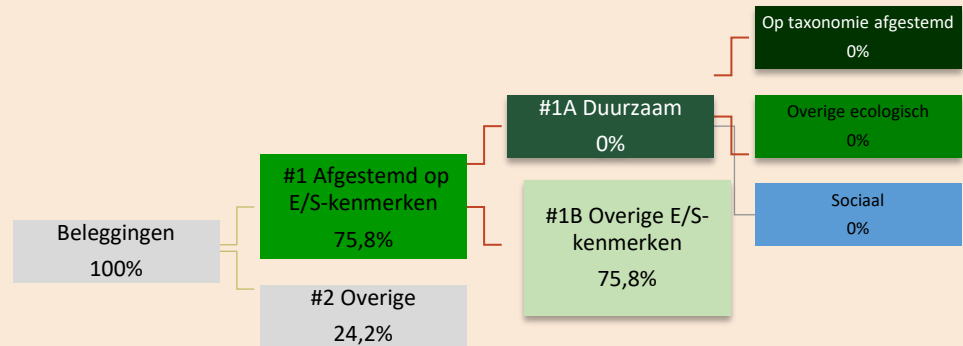 Beleggingen
100%
#1 Afgestemd op
E/S-kenmerken
75,8%
#2 Overige
24,2%
#1A Duurzaam
0%
#1B Overige E/S-
kenmerken
75,8%
Op taxonomie afgestemd
0%
Overige ecologisch
0%
Sociaal
0%